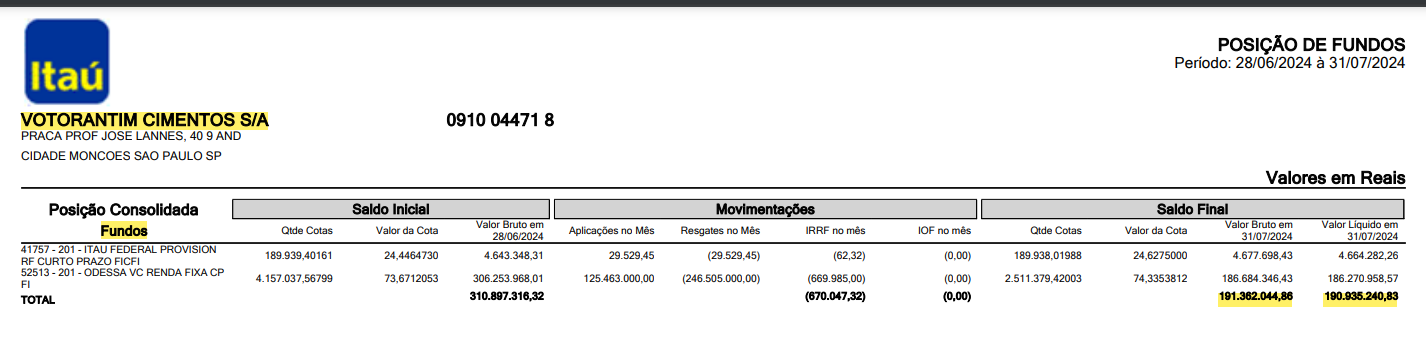 Itaú
POSIÇÃO DE FUNDOS
Período: 28/06/2024 à 31/07/2024
VOTORANTIM CIMENTOS S/A 0910 04471 8
PRACA PROF JOSE LANNES, 40 9 AND
CIDADE MONCOES SAO PAULO SP
Valores em Reais
Posição Consolidada Saldo Inicial Movimentações Saldo Final
Fundos Qtde Cotas Valor da Cota Valor Bruto em 28/06/2024 Aplicações no Mês Resgates no Mês IRRF no mês IOF no mês Qtde Cotas Valor da Cota Valor Bruto em 31/07/2024 Valor Líquido em 31/07/2024
41757 - 201 - ITAU FEDERAL PROVISION RF CURTO PRAZO FICFI 189.939,40161 24,4464730 4.643.348,31 29.529,45 (29.529,45) (62,32) (0,00) 189.938,01988 24,6275000 4.677.698,43 4.664.282,26
52513 - 201 - ODESSA VC RENDA FIXA CP FI 4.157.037,56799 73,6712053 306.253.968,01 125.463.000,00 (246.505.000,00) (669.985,00) (0,00) 2.511.379,42003 74,3353812 186.684.346,43 186.270.958,57
TOTAL 310.897.316,32 (670.047,32) (0,00) 191.362.044,86 190.935.240,83